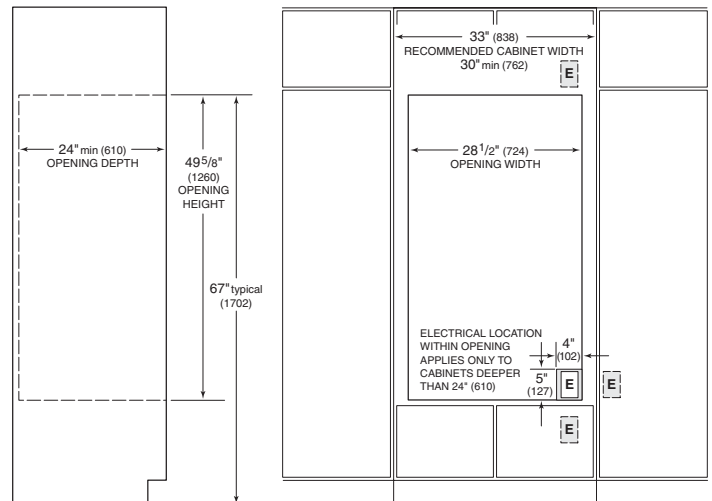 33" (838)
RECOMMENDED CABINET WIDTH
30" min (762)
E
24" min (610)
OPENING DEPTH
49 5/8"
(1260)
OPENING
HEIGHT
28 1/2" (724)
OPENING WIDTH
67" typical
(1702)
ELECTRICAL LOCATION
WITHIN OPENING
APPLIES ONLY TO
CABINETS DEEPER
THAN 24" (610)
4"
(102)
5"
(127)
E
E
E